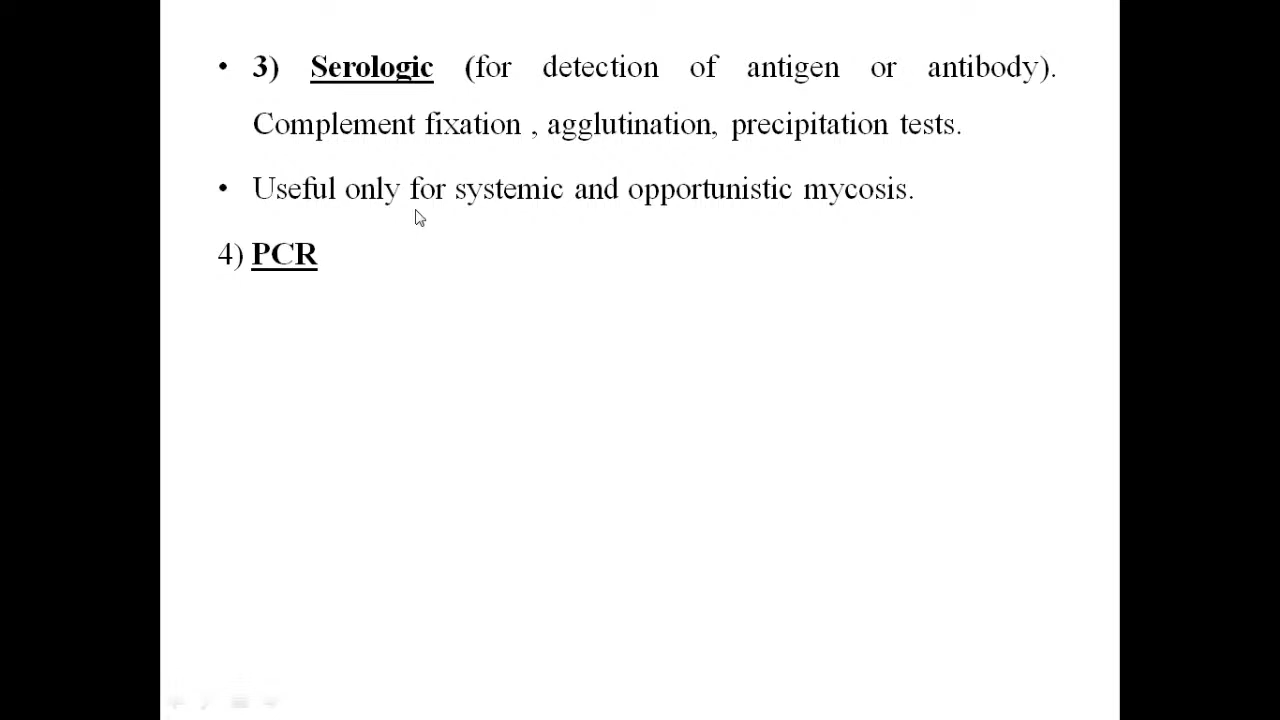 • 3) Serologic (for detection of antigen or antibody).
Complement fixation , agglutination, precipitation tests.
• Useful only for systemic and opportunistic mycosis.
4) PCR